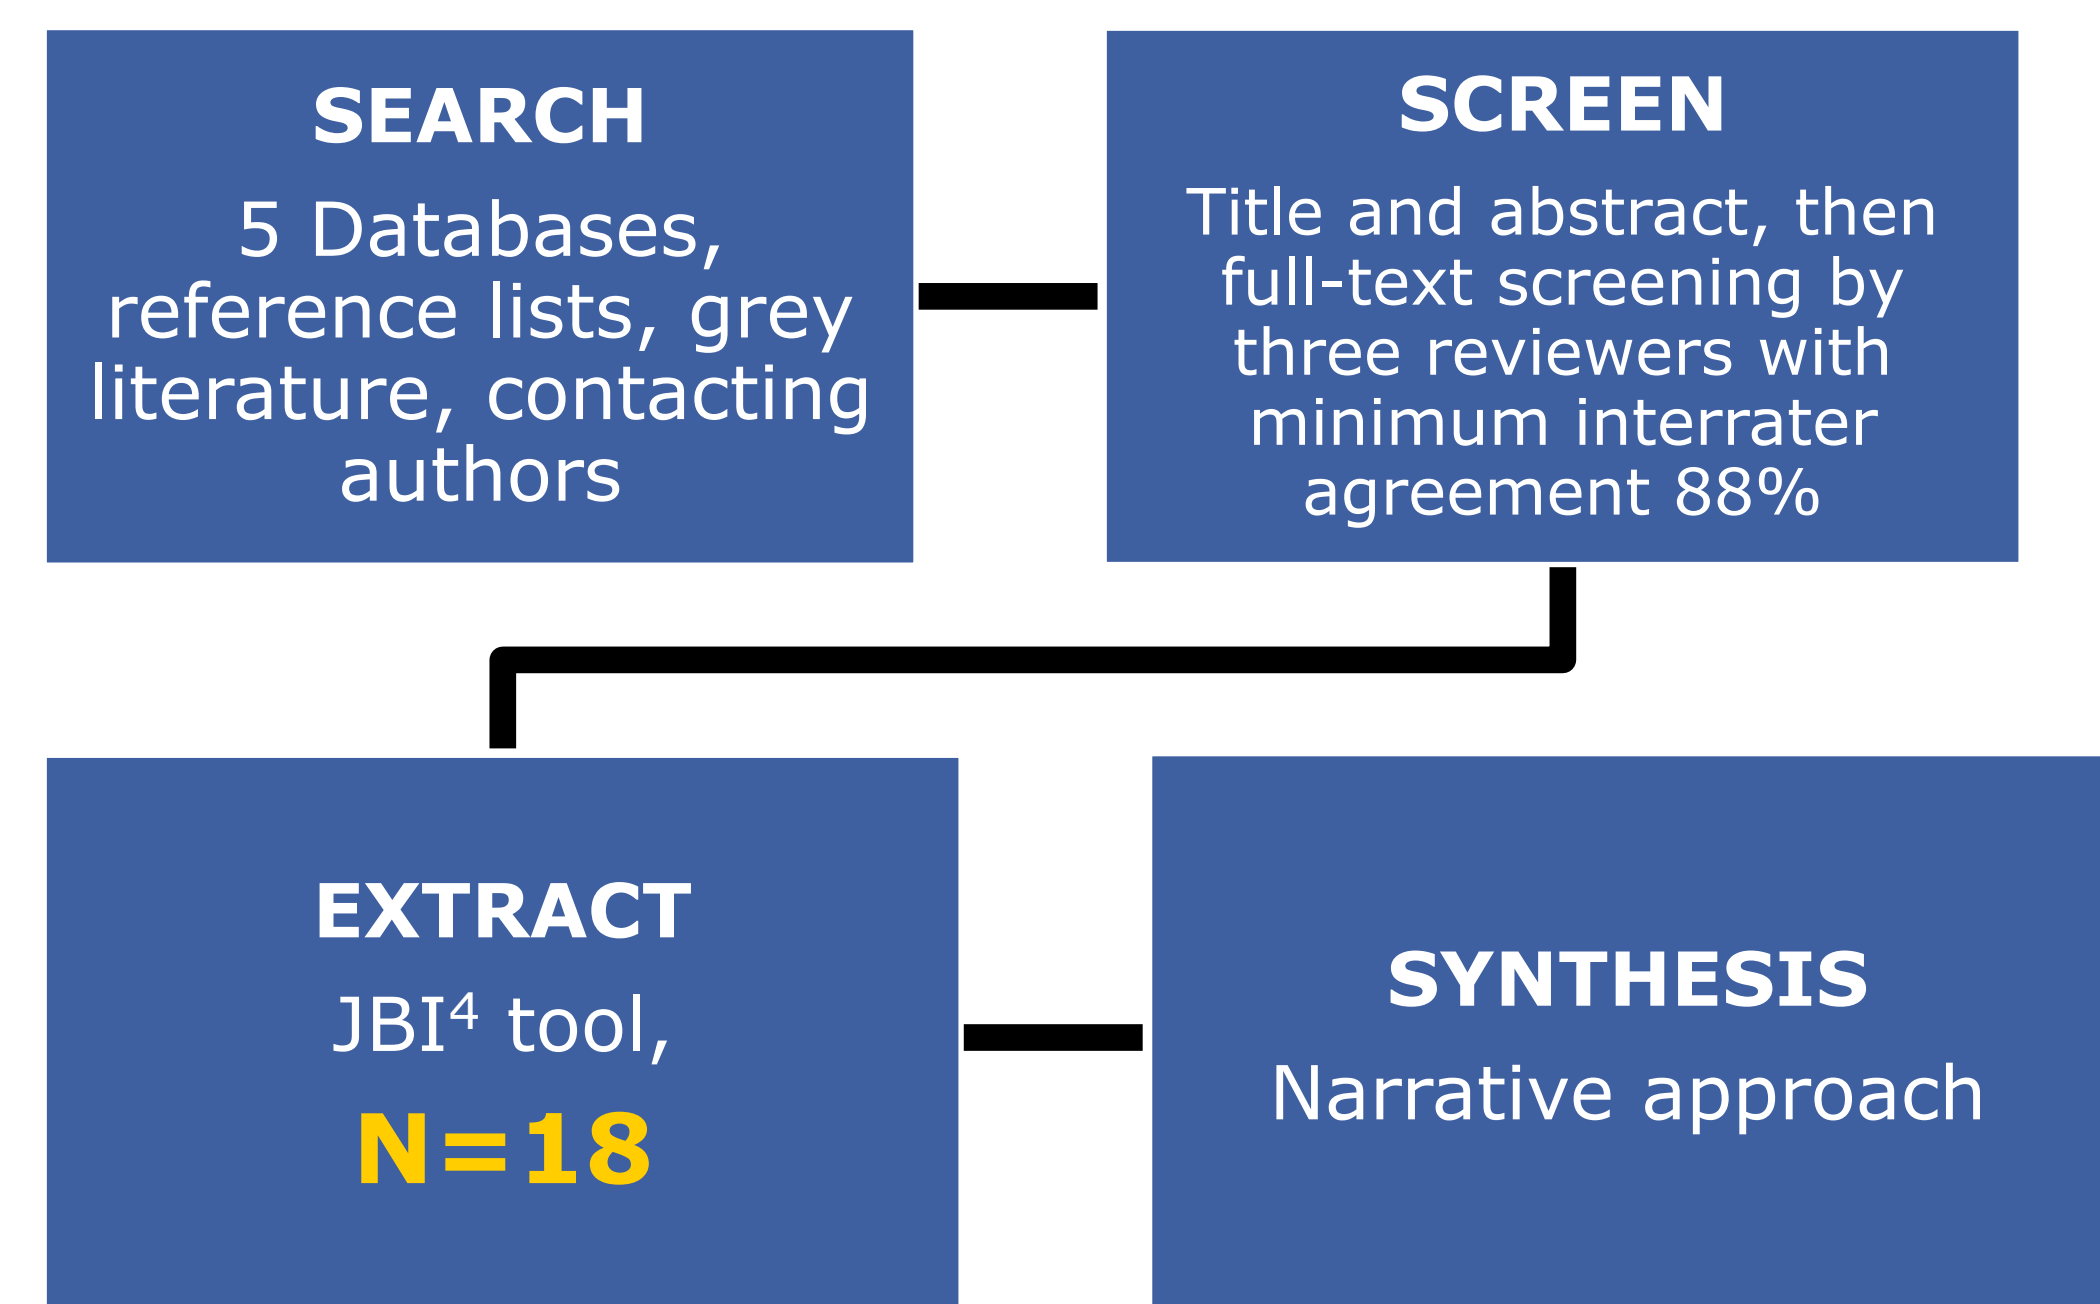 SEARCH
5 Databases,
reference lists, grey
literature, contacting
authors
SCREEN
Title and abstract, then
full-text screening by
three reviewers with
minimum interrater
agreement 88%
EXTRACT
JBI⁴ tool,
N=18
SYNTHESIS
Narrative approach